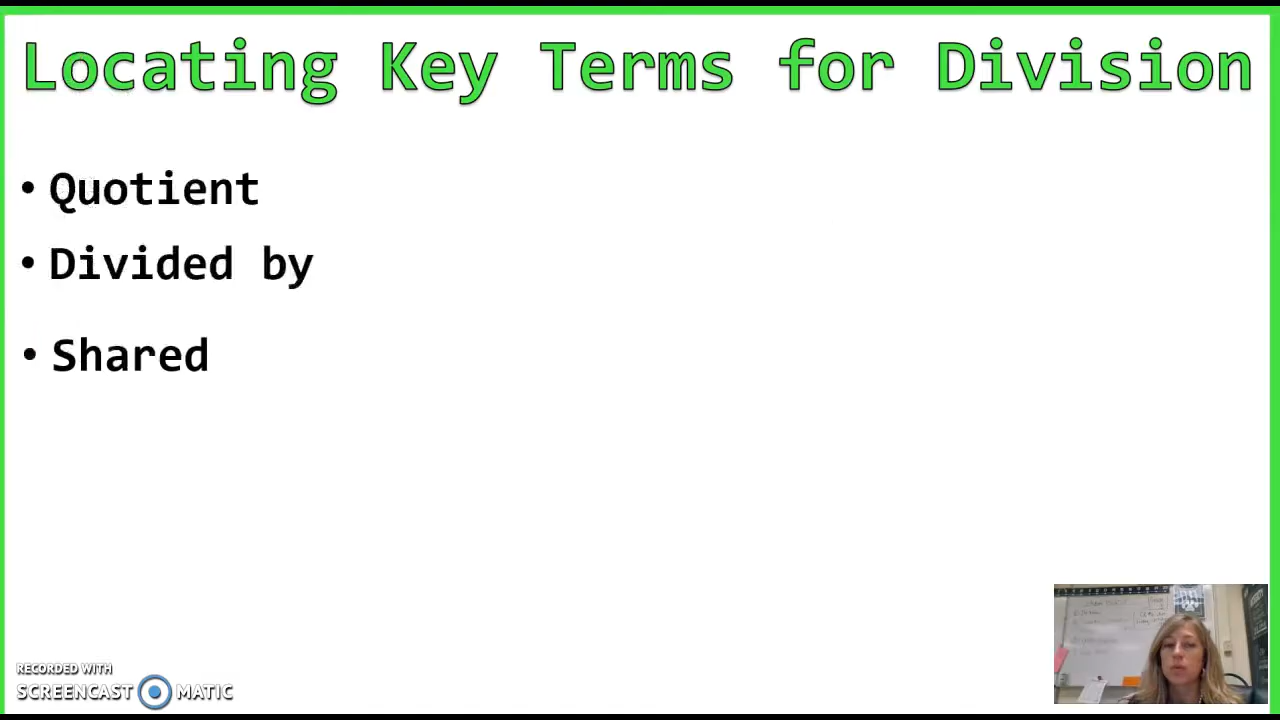 Locating Key Terms for Division
• Quotient
• Divided by
• Shared
RECORDED WITH
SCREENCAST MATIC